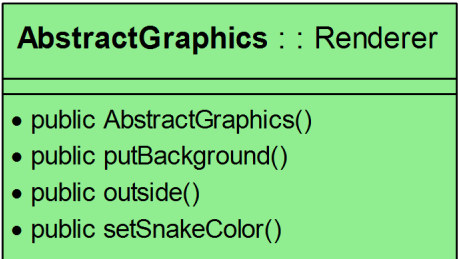 AbstractGraphics : : Renderer
• public AbstractGraphics()
• public putBackground()
• public outside()
• public setSnakeColor()